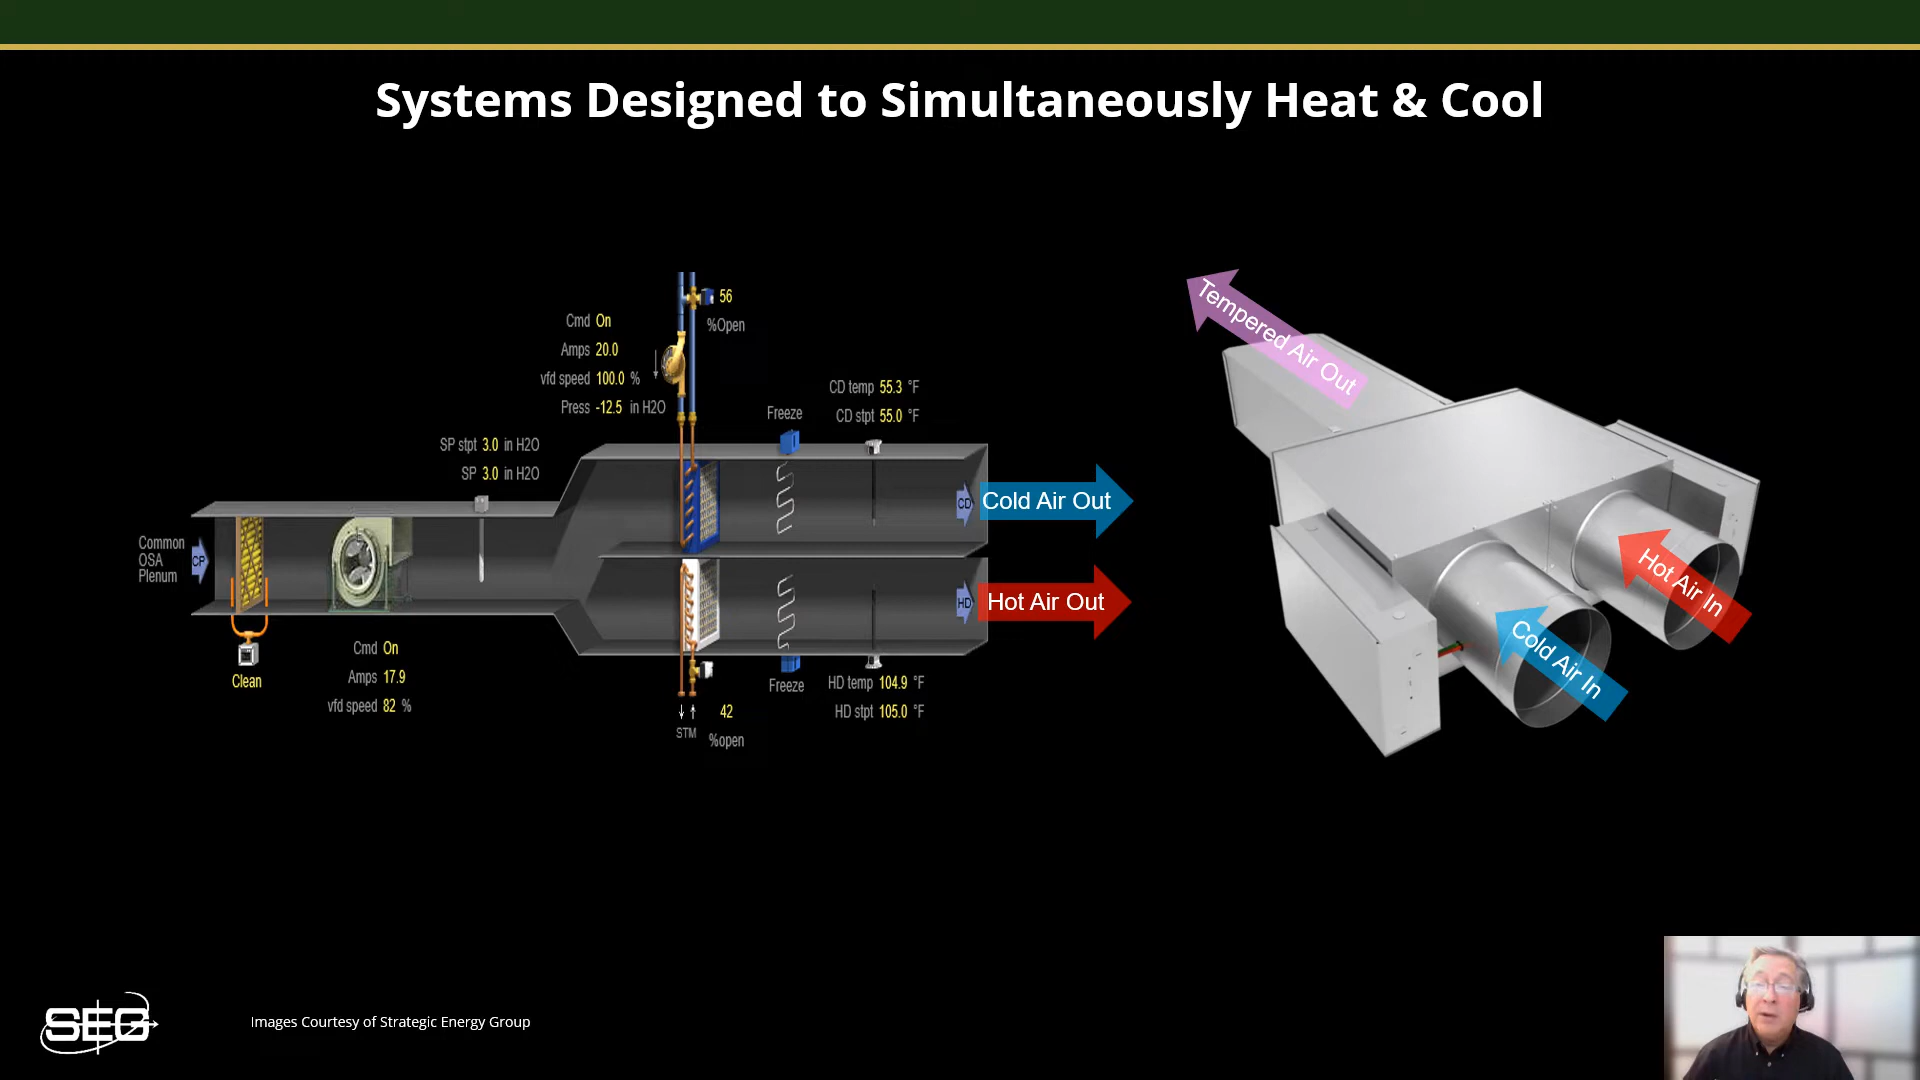 Systems Designed to Simultaneously Heat & Cool
56
%Open
Cmd On
Amps 20.0
vfd speed 100.0 %
Press -12.5 in H2O
Freeze
CD temp 55.3 °F
CD stpt 55.0 °F
SP stpt 3.0 in H2O
SP 3.0 in H2O
Common
OSA
Plenum
CP
CD
Cold Air Out
HD
Hot Air Out
Clean
Cmd On
Amps 17.9
vfd speed 82 %
STM
42
%open
Freeze
HD temp 104.9 °F
HD stpt 105.0 °F
Tempered Air Out
Hot Air In
Cold Air In
SEG
Images Courtesy of Strategic Energy Group